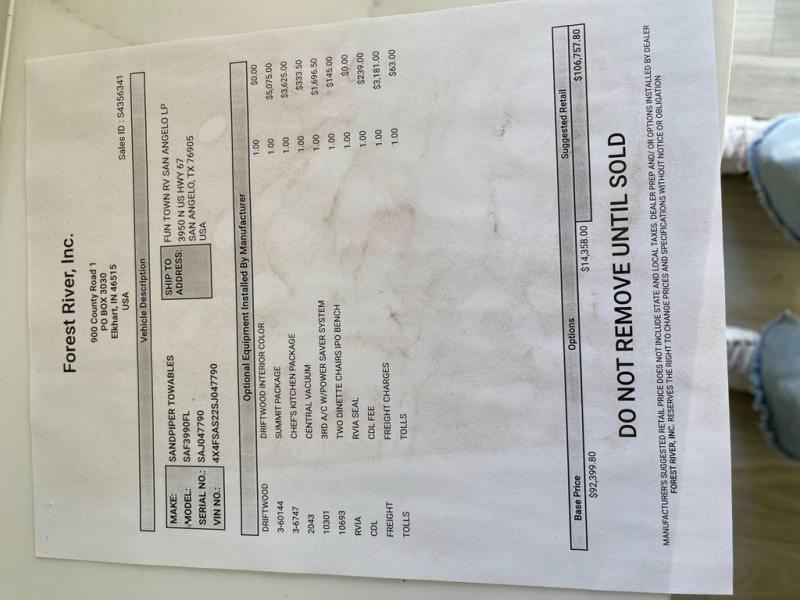 Forest River, Inc.
900 County Road 1
PO BOX 3030
Elkhart, IN 46515
USA
Sales ID : S4356341
Vehicle Description
MAKE: SANDPIPER TOWABLES
MODEL: SAF3990FL
SERIAL NO.: SAJ047790
VIN NO.: 4X4FSAS22SJ047790
SHIP TO ADDRESS: FUN TOWN RV SAN ANGELO LP
3950 N US HWY 67
SAN ANGELO, TX 76905
USA
Optional Equipment Installed By Manufacturer
DRIFTWOOD DRIFTWOOD INTERIOR COLOR 1.00 $0.00
3-60144 SUMMIT PACKAGE 1.00 $5,075.00
3-6747 CHEF'S KITCHEN PACKAGE 1.00 $3,625.00
2043 CENTRAL VACUUM 1.00 $333.50
10301 3RD A/C W/POWER SAVER SYSTEM 1.00 $1,696.50
10693 TWO DINETTE CHAIRS IPO BENCH 1.00 $145.00
RVIA RVIA SEAL 1.00 $0.00
CDL CDL FEE 1.00 $239.00
FREIGHT FREIGHT CHARGES 1.00 $3,181.00
TOLLS TOLLS 1.00 $63.00
Base Price Options Suggested Retail
$92,399.80 $14,358.00 $106,757.80
DO NOT REMOVE UNTIL SOLD
MANUFACTURER'S SUGGESTED RETAIL PRICE DOES NOT INCLUDE STATE AND LOCAL TAXES. DEALER PREP AND/ OR OPTIONS INSTALLED BY DEALER
FOREST RIVER, INC. RESERVES THE RIGHT TO CHANGE PRICES AND SPECIFICATIONS WITHOUT NOTICE OR OBLIGATION